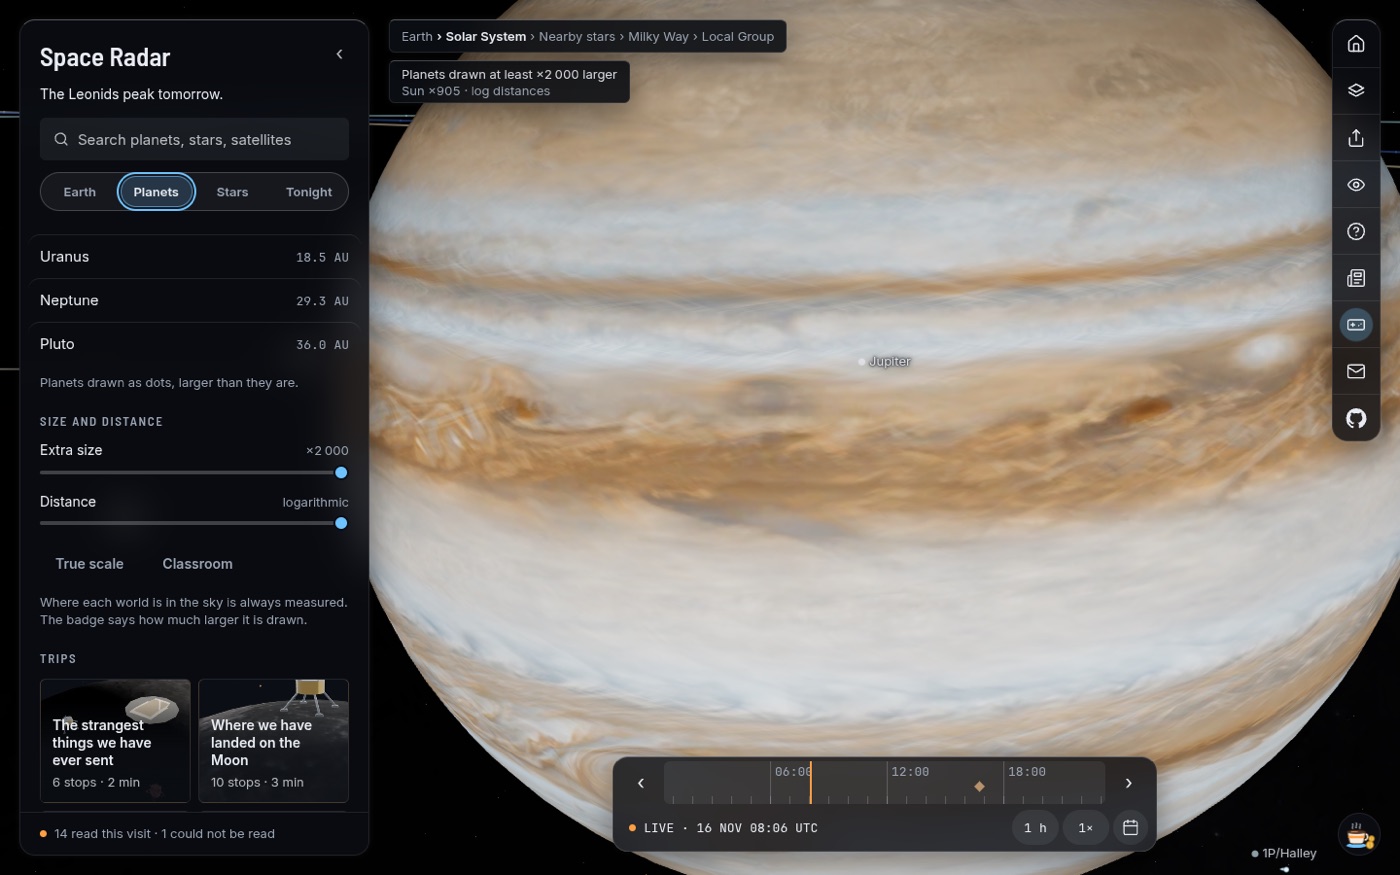 Space Radar
The Leonids peak tomorrow.
Search planets, stars, satellites
Earth Planets Stars Tonight
Uranus 18.5 AU
Neptune 29.3 AU
Pluto 36.0 AU
Planets drawn as dots, larger than they are.
SIZE AND DISTANCE
Extra size ×2 000
Distance logarithmic
True scale Classroom
Where each world is in the sky is always measured.
The badge says how much larger it is drawn.
TRIPS
The strangest
things we have
ever sent
6 stops · 2 min
Where we have
landed on the
Moon
10 stops · 3 min
14 read this visit · 1 could not be read
Earth › Solar System › Nearby stars › Milky Way › Local Group
Planets drawn at least ×2 000 larger
Sun ×905 · log distances
Jupiter
06:00 12:00 18:00
LIVE · 16 NOV 08:06 UTC 1 h 1×
1P/Halley